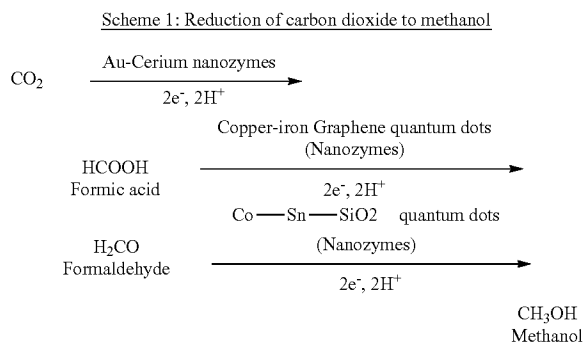 Scheme 1: Reduction of carbon dioxide to methanol
Au-Cerium nanozymes
CO₂
2e⁻, 2H⁺
Copper-iron Graphene quantum dots
(Nanozymes)
HCOOH
Formic acid
2e⁻, 2H⁺
Co—Sn—SiO2 quantum dots
H₂CO
Formaldehyde
(Nanozymes)
2e⁻, 2H⁺
CH₃OH
Methanol